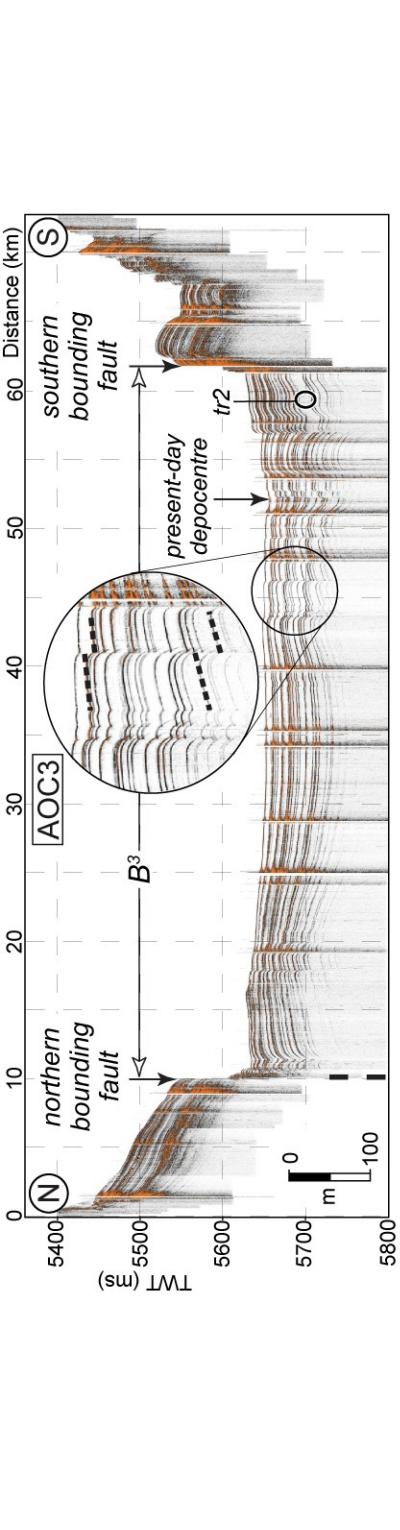 Distance (km)
0
10
20
30
40
50
60
N
S
AOC3
northern
bounding
fault
southern
bounding
fault
B³
present-day
depocentre
tr2
TWT (ms)
5400
5500
5600
5700
5800
0
100
m